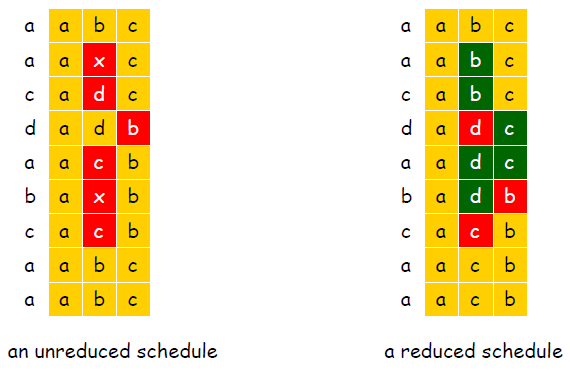 a a b c a a b c
a a x c a a b c
c a d c c a b c
d a d b d a d c
a a c b a a d c
b a x b b a d b
c a c b c a c b
a a b c a a c b
a a b c a a c b
an unreduced schedule a reduced schedule